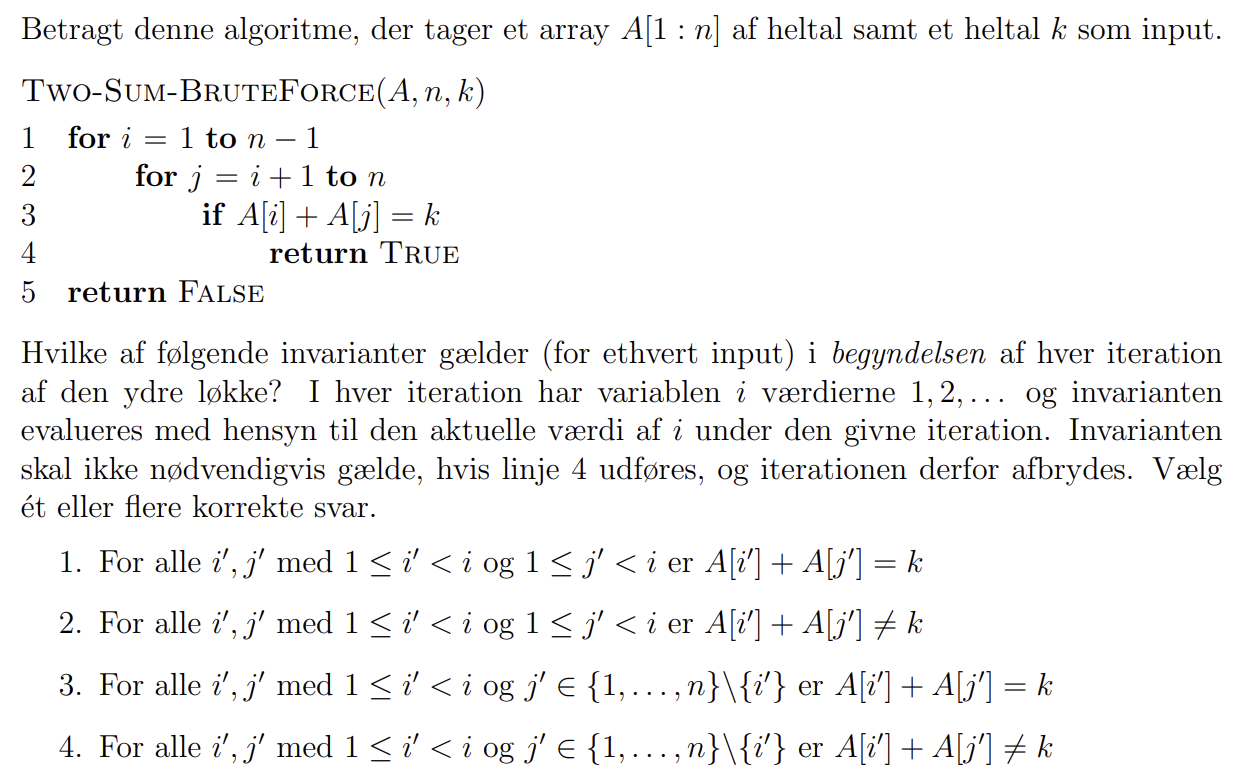 Betragt denne algoritme, der tager et array A[1 : n] af heltal samt et heltal k som input.
TWO-SUM-BRUTEFORCE(A, n, k)
1 for i = 1 to n − 1
2 for j = i + 1 to n
3 if A[i] + A[j] = k
4 return TRUE
5 return FALSE
Hvilke af følgende invarianter gælder (for ethvert input) i begyndelsen af hver iteration
af den ydre løkke? I hver iteration har variablen i værdierne 1, 2, . . . og invarianten
evalueres med hensyn til den aktuelle værdi af i under den givne iteration. Invarianten
skal ikke nødvendigvis gælde, hvis linje 4 udføres, og iterationen derfor afbrydes. Vælg
ét eller flere korrekte svar.
1. For alle i′, j′ med 1 ≤ i′ < i og 1 ≤ j′ < i er A[i′] + A[j′] = k
2. For alle i′, j′ med 1 ≤ i′ < i og 1 ≤ j′ < i er A[i′] + A[j′] ≠ k
3. For alle i′, j′ med 1 ≤ i′ < i og j′ ∈ {1, . . . , n}\{i′} er A[i′] + A[j′] = k
4. For alle i′, j′ med 1 ≤ i′ < i og j′ ∈ {1, . . . , n}\{i′} er A[i′] + A[j′] ≠ k